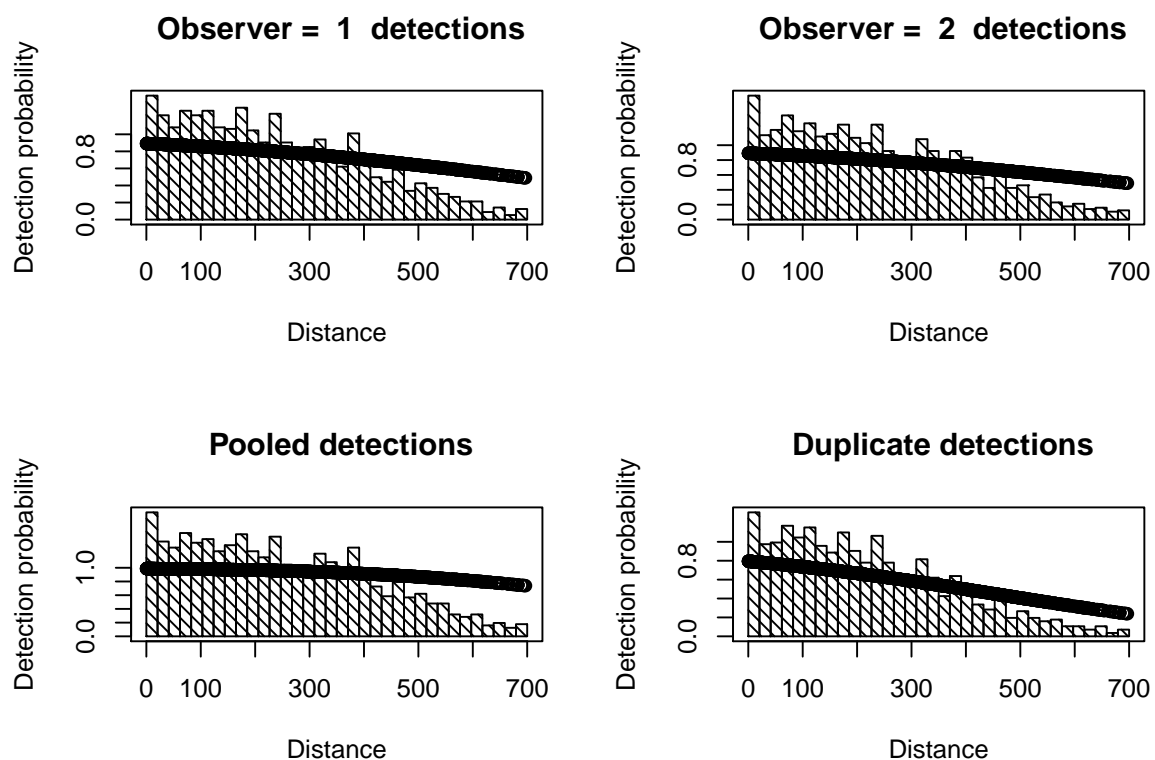 Observer = 1 detections
Detection probability
0.8
0.0
0 100 300 500 700
Distance
Observer = 2 detections
Detection probability
0.8
0.0
0 100 300 500 700
Distance
Pooled detections
Detection probability
1.0
0.0
0 100 300 500 700
Distance
Duplicate detections
Detection probability
0.8
0.0
0 100 300 500 700
Distance